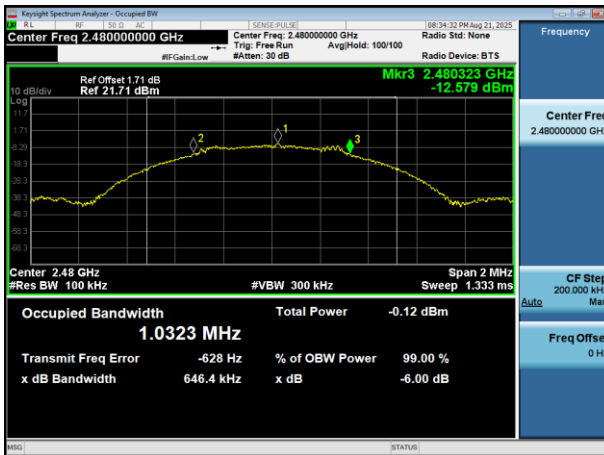 Keysight Spectrum Analyzer - Occupied BW
RL RF 50 Ω AC SENSE:PULSE 08:34:32 PM Aug 21, 2025
Center Freq 2.480000000 GHz Center Freq: 2.480000000 GHz Radio Std: None
Trig: Free Run Avg|Hold: 100/100
#IFGain:Low #Atten: 30 dB Radio Device: BTS
Frequency
Ref Offset 1.71 dB Mkr3 2.480323 GHz
10 dB/div Ref 21.71 dBm -12.579 dBm
Log
11.7
1.71
-8.29
-18.3
-28.3
-38.3
-48.3
-58.3
-68.3
2
1
3
Center 2.48 GHz Span 2 MHz
#Res BW 100 kHz #VBW 300 kHz Sweep 1.333 ms
Occupied Bandwidth Total Power -0.12 dBm
1.0323 MHz
Transmit Freq Error -628 Hz % of OBW Power 99.00 %
x dB Bandwidth 646.4 kHz x dB -6.00 dB
Center Freq
2.480000000 GH
CF Step
200.000 kH
Auto Ma
Freq Offse
0 H
MSG STATUS